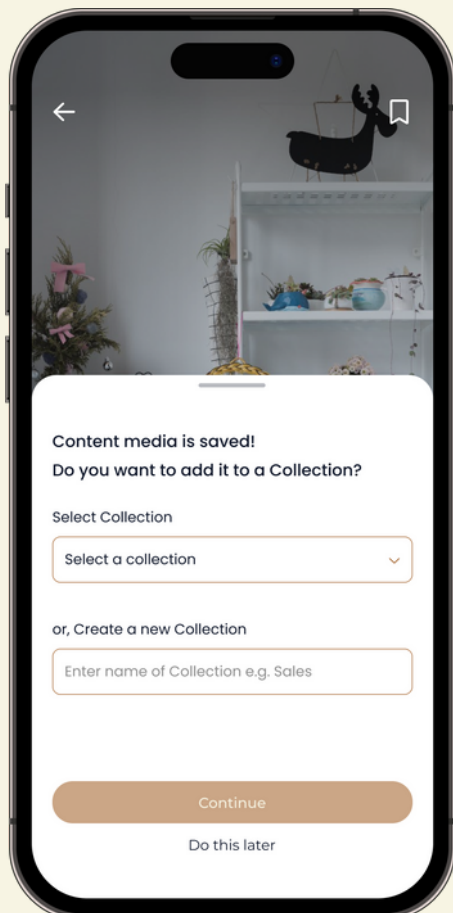 Content media is saved!
Do you want to add it to a Collection?
Select Collection
Select a collection
or, Create a new Collection
Enter name of Collection e.g. Sales
Continue
Do this later